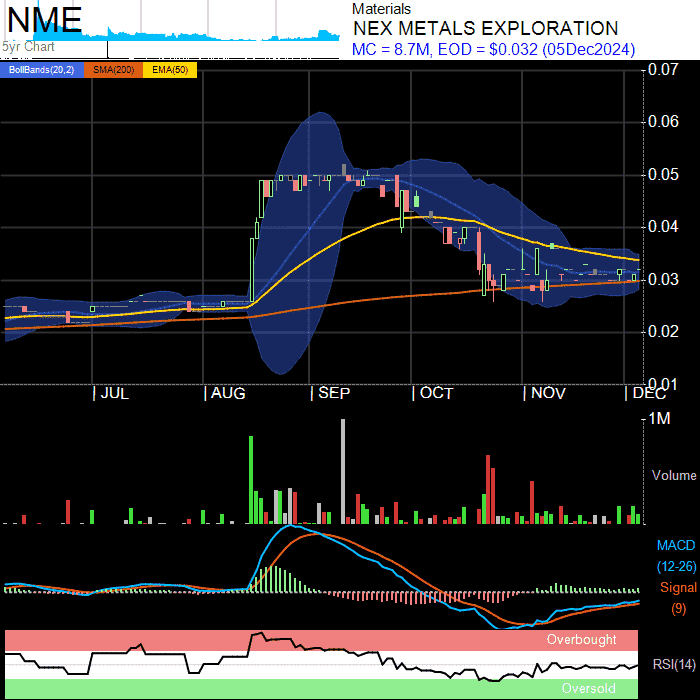 NME
5yr Chart
Materials
NEX METALS EXPLORATION
MC = 8.7M, EOD = $0.032 (05Dec2024)
BollBands(20,2) SMA(200) EMA(50)
0.07
0.06
0.05
0.04
0.03
0.02
0.01
JUL AUG SEP OCT NOV DEC
1M
Volume
MACD
(12-26)
Signal
(9)
Overbought
RSI(14)
Oversold